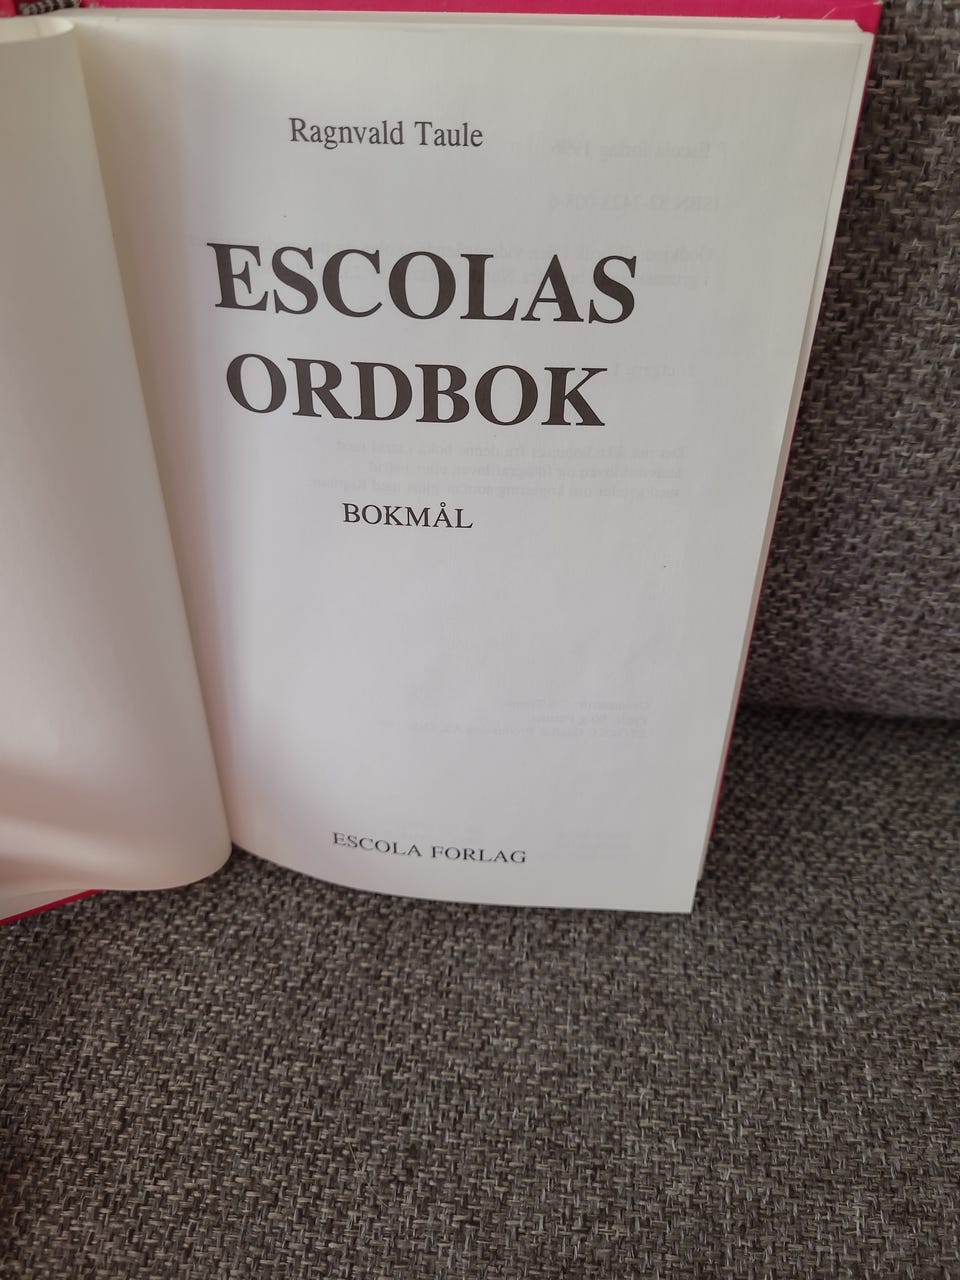 Ragnvald Taule
ESCOLAS
ORDBOK
BOKMÅL
ESCOLA FORLAG